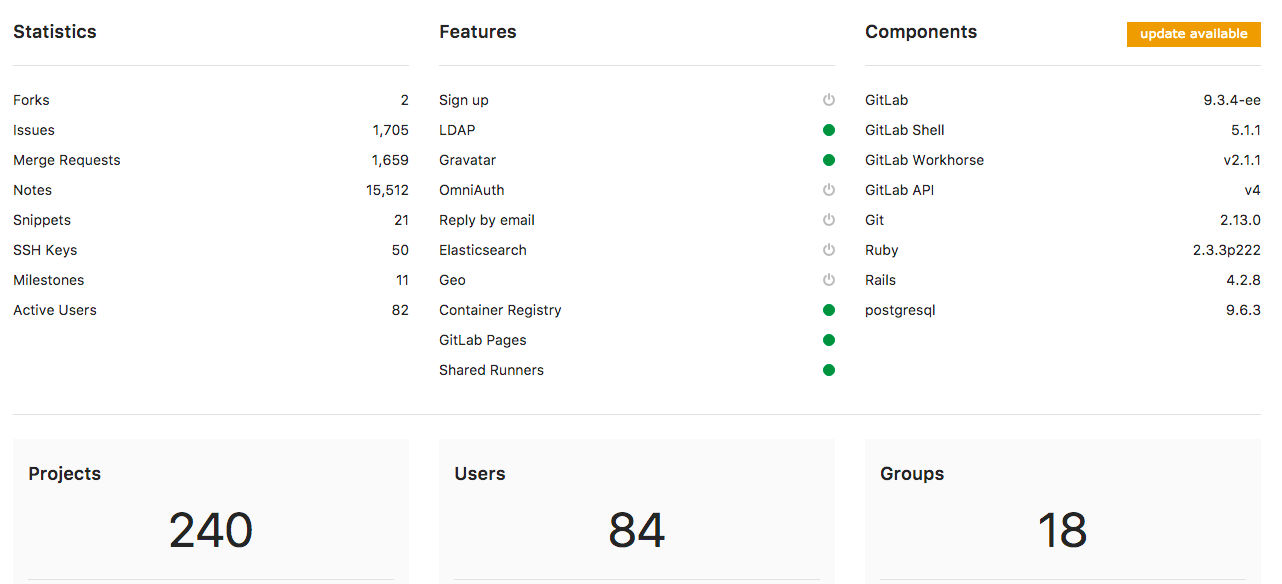 Statistics
Forks 2
Issues 1,705
Merge Requests 1,659
Notes 15,512
Snippets 21
SSH Keys 50
Milestones 11
Active Users 82
Features
Sign up
LDAP
Gravatar
OmniAuth
Reply by email
Elasticsearch
Geo
Container Registry
GitLab Pages
Shared Runners
Components update available
GitLab 9.3.4-ee
GitLab Shell 5.1.1
GitLab Workhorse v2.1.1
GitLab API v4
Git 2.13.0
Ruby 2.3.3p222
Rails 4.2.8
postgresql 9.6.3
Projects
240
Users
84
Groups
18